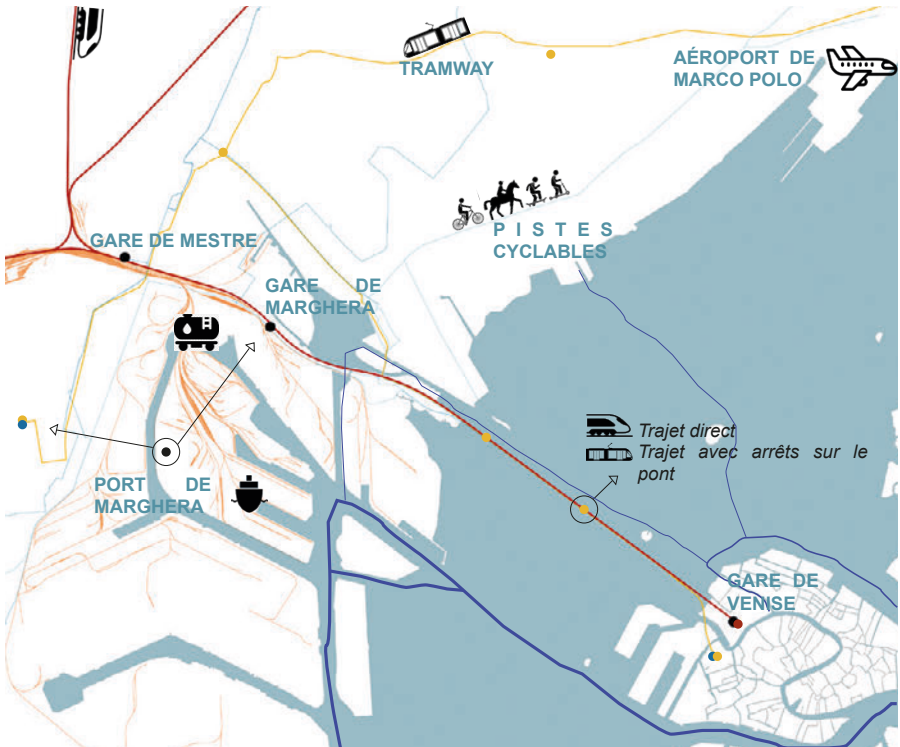 TRAMWAY
AÉROPORT DE
MARCO POLO
PISTES
CYCLABLES
GARE DE MESTRE
GARE DE
MARGHERA
Trajet direct
Trajet avec arrêts sur le
pont
PORT DE
MARGHERA
GARE DE
VENISE